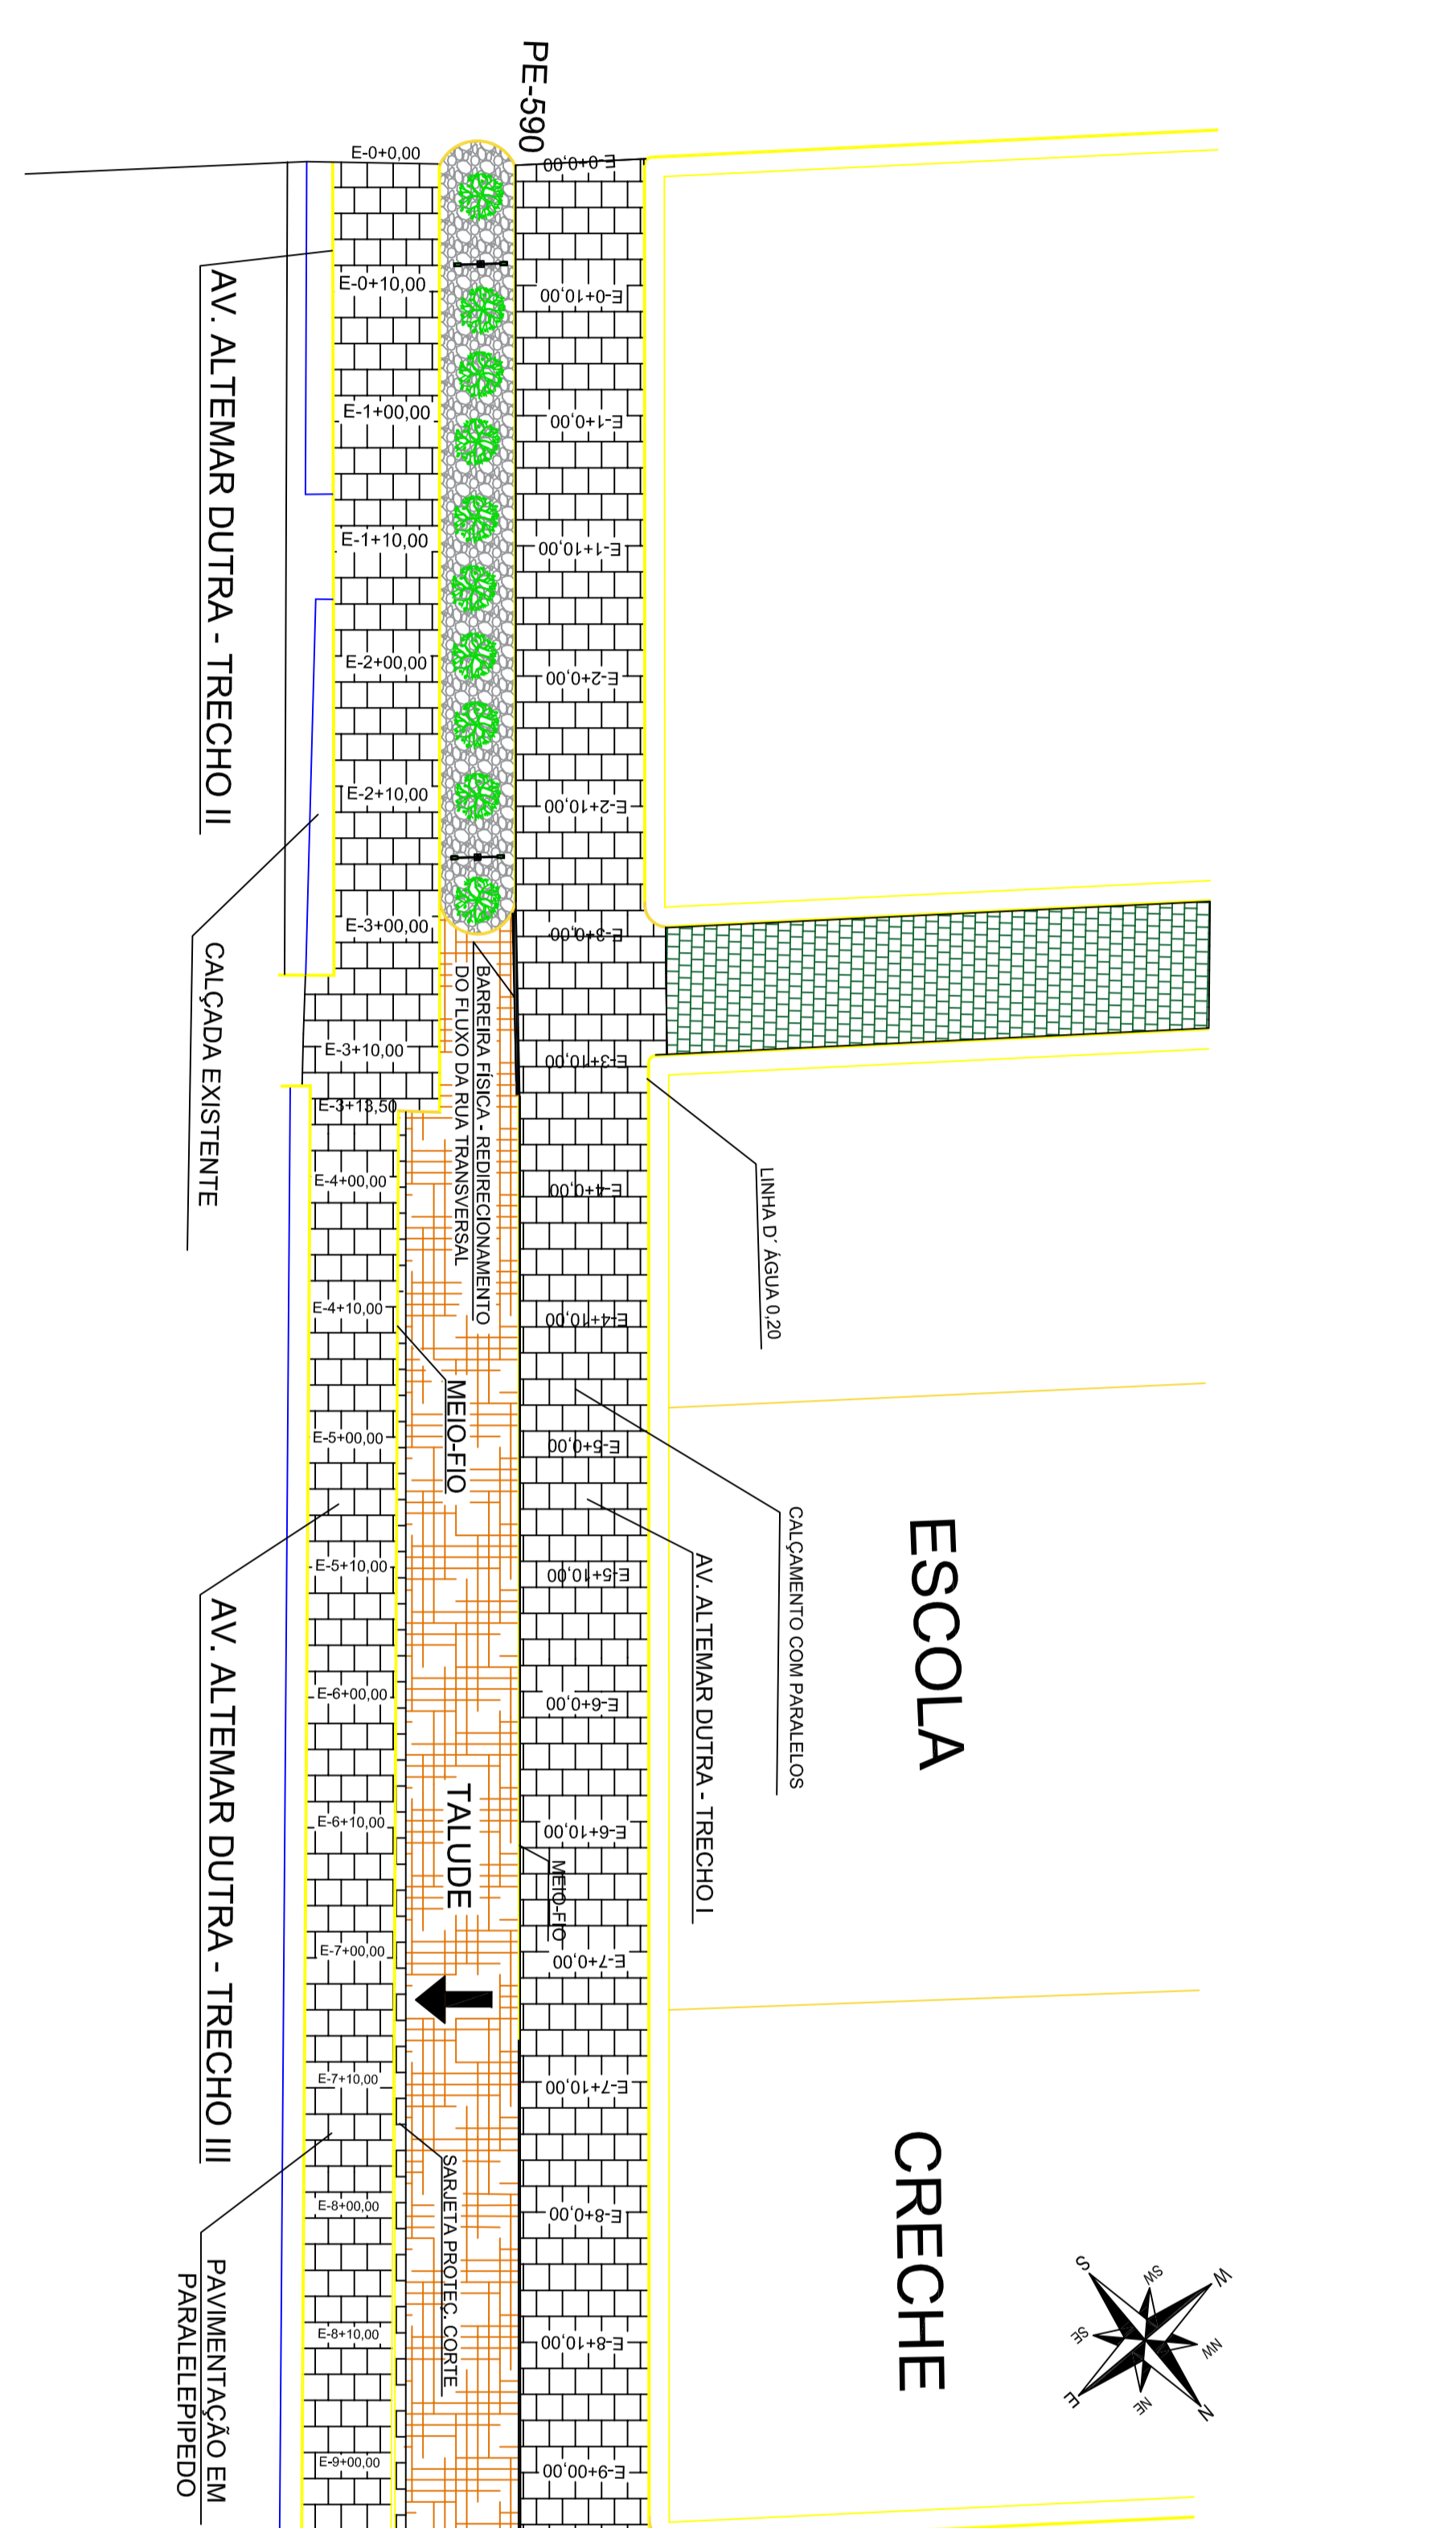 PE-590
E-0+0,00
E-0+10,00
E-1+00,00
E-1+10,00
E-2+00,00
E-2+10,00
E-3+00,00
E-3+10,00
E-3+13,50
E-4+00,00
E-4+10,00
E-5+00,00
E-5+10,00
E-6+00,00
E-6+10,00
E-7+00,00
E-7+10,00
E-8+00,00
E-8+10,00
E-9+00,00
E-0+0,00
E-0+10,00
E-1+0,00
E-1+10,00
E-2+0,00
E-2+10,00
E-3+0,00
E-3+10,00
E-4+0,00
E-4+10,00
E-5+0,00
E-5+10,00
E-6+0,00
E-6+10,00
E-7+0,00
E-7+10,00
E-8+0,00
E-8+10,00
E-9+00,00
AV. ALTEMAR DUTRA - TRECHO II
CALÇADA EXISTENTE
BARREIRA FÍSICA - REDIRECIONAMENTO
DO FLUXO DA RUA TRANSVERSAL
LINHA D´ ÁGUA 0,20
MEIO-FIO
CALÇAMENTO COM PARALELOS
AV. ALTEMAR DUTRA - TRECHO I
ESCOLA
AV. ALTEMAR DUTRA - TRECHO III
TALUDE
MEIO-FIO
SARJETA PROTEÇ. CORTE
CRECHE
PAVIMENTAÇÃO EM
PARALELEPIPEDO
S
SW
W
SE
NW
E
NE
N